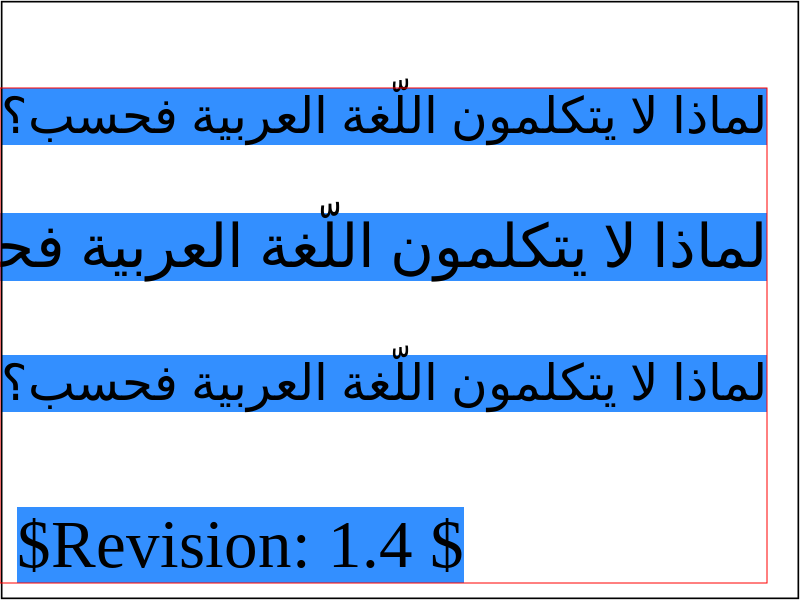 لماذا لا يتكلمون اللّغة العربية فحسب؟
لماذا لا يتكلمون اللّغة العربية
لماذا لا يتكلمون اللّغة العربية فحسب؟
$Revision: 1.4 $